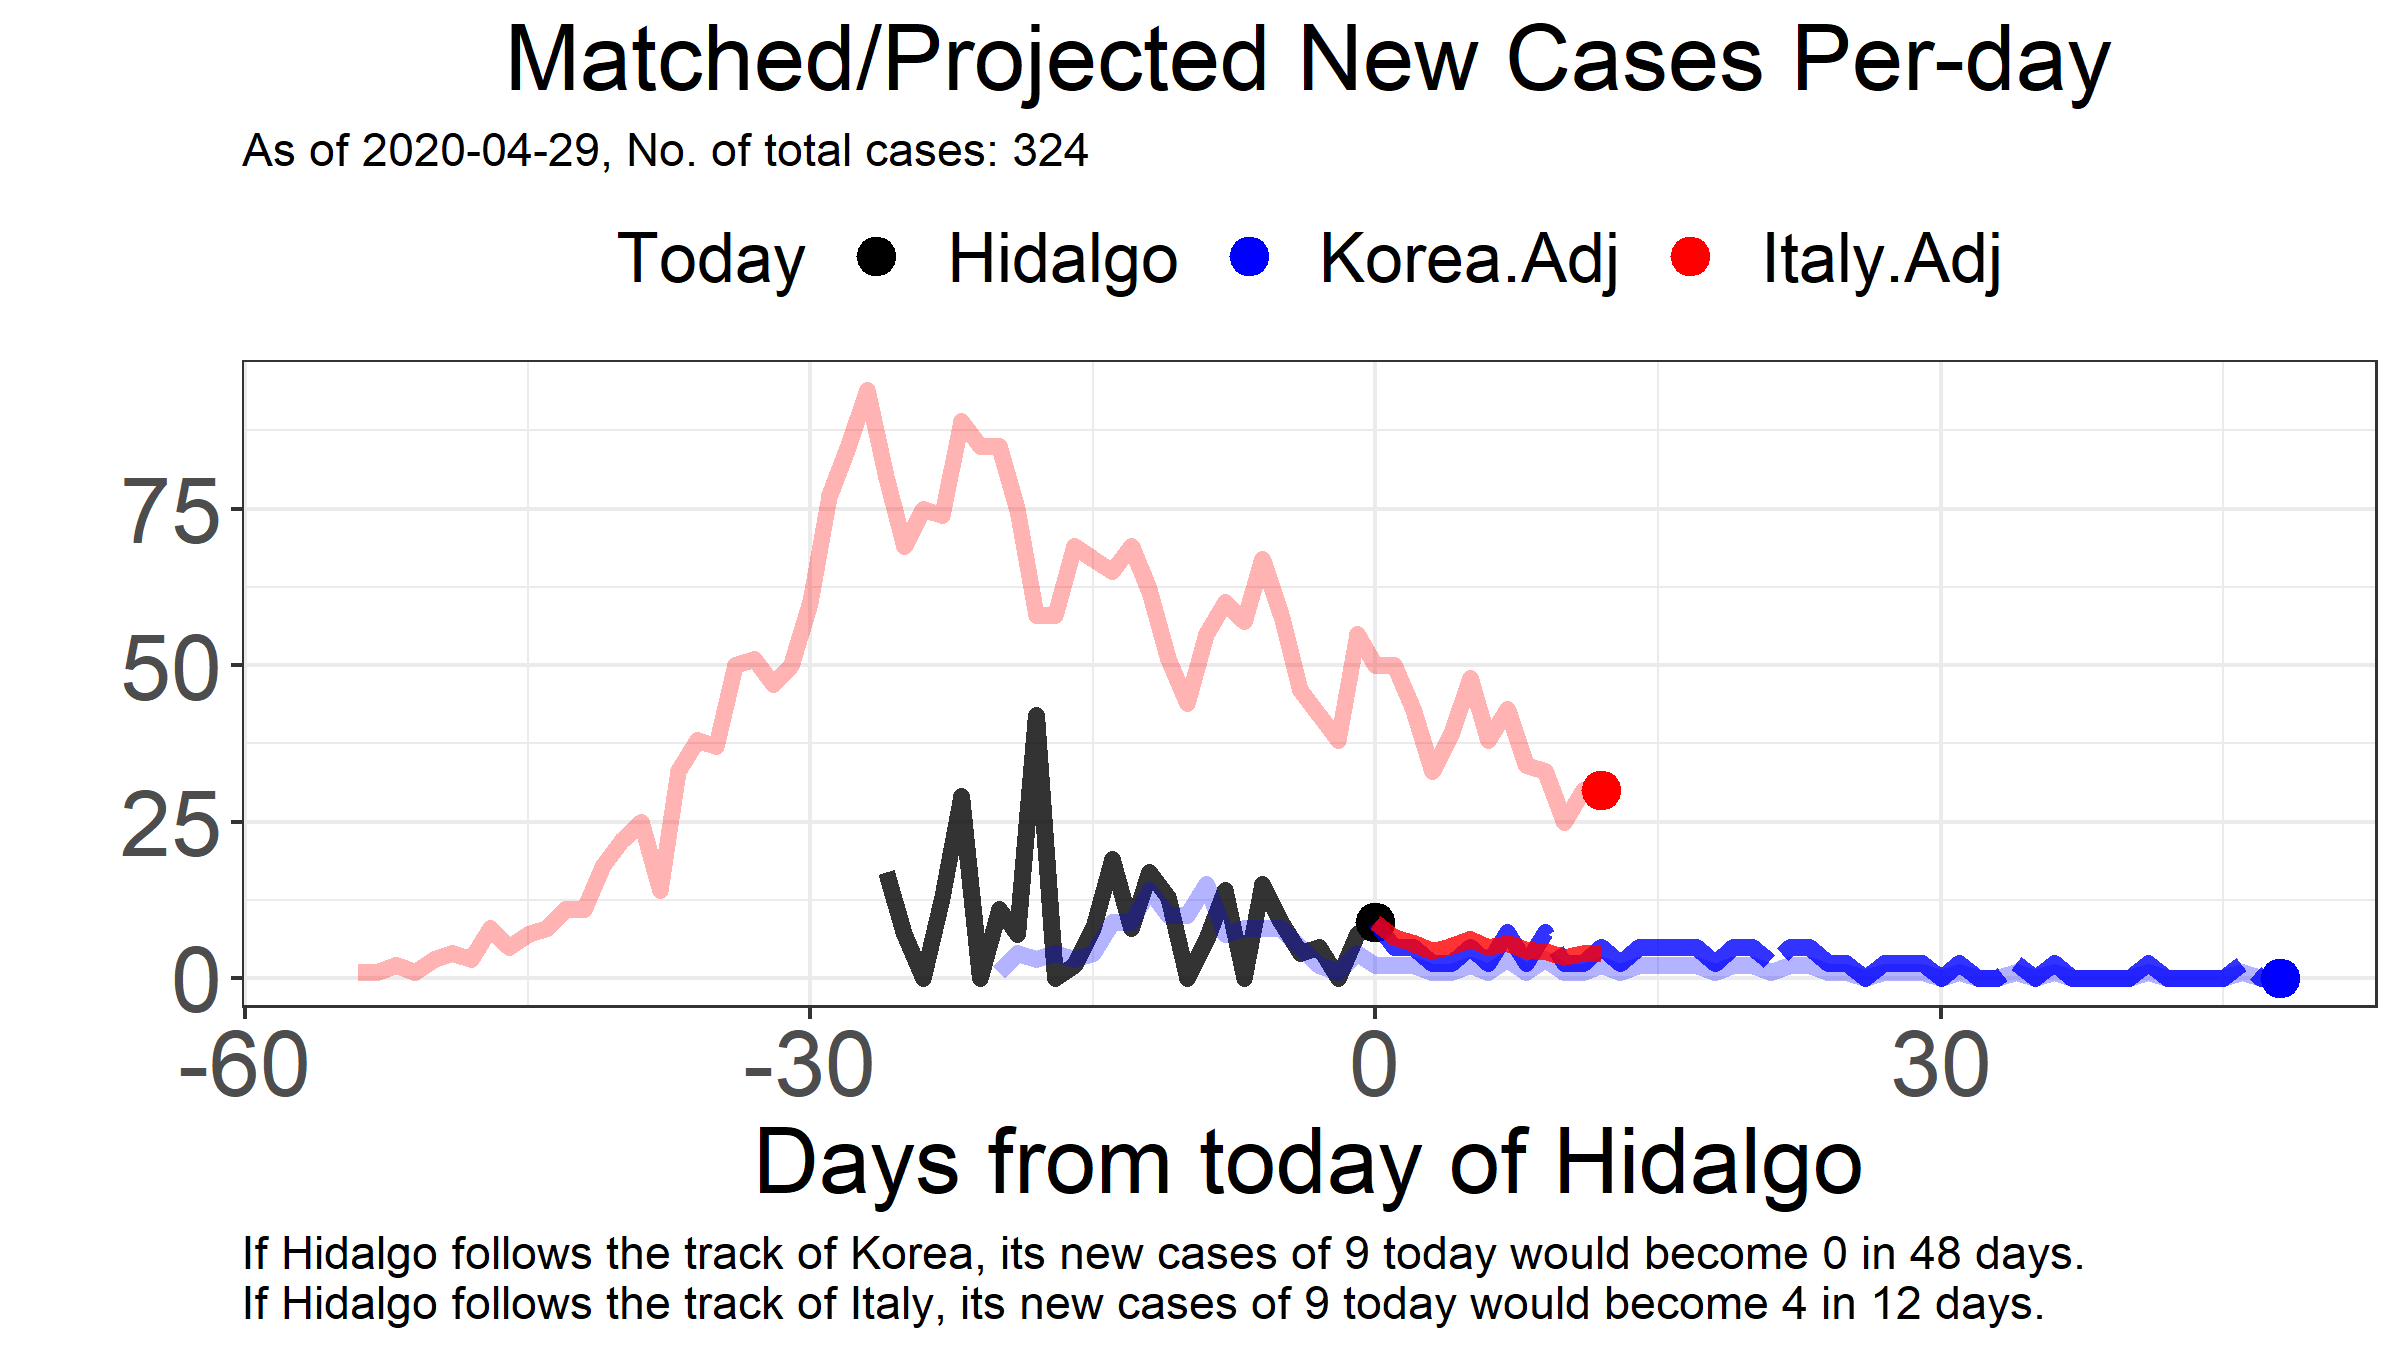 Matched/Projected New Cases Per-day
As of 2020-04-29, No. of total cases: 324
Today Hidalgo Korea.Adj Italy.Adj
75
50
25
0
-60 -30 0 30
Days from today of Hidalgo
If Hidalgo follows the track of Korea, its new cases of 9 today would become 0 in 48 days.
If Hidalgo follows the track of Italy, its new cases of 9 today would become 4 in 12 days.